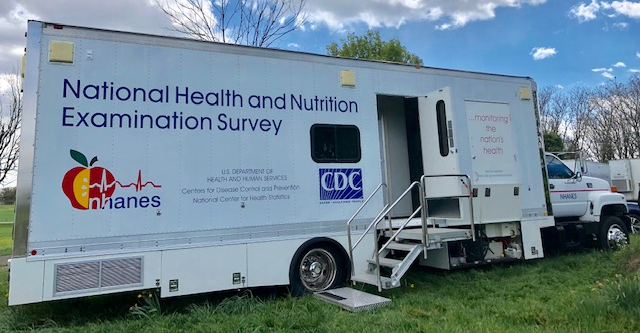 National Health and Nutrition
Examination Survey
nhanes
U.S. DEPARTMENT OF
HEALTH AND HUMAN SERVICES
Centers for Disease Control and Prevention
National Center for Health Statistics
CDC
...monitoring
the
nation's
health
NHANES